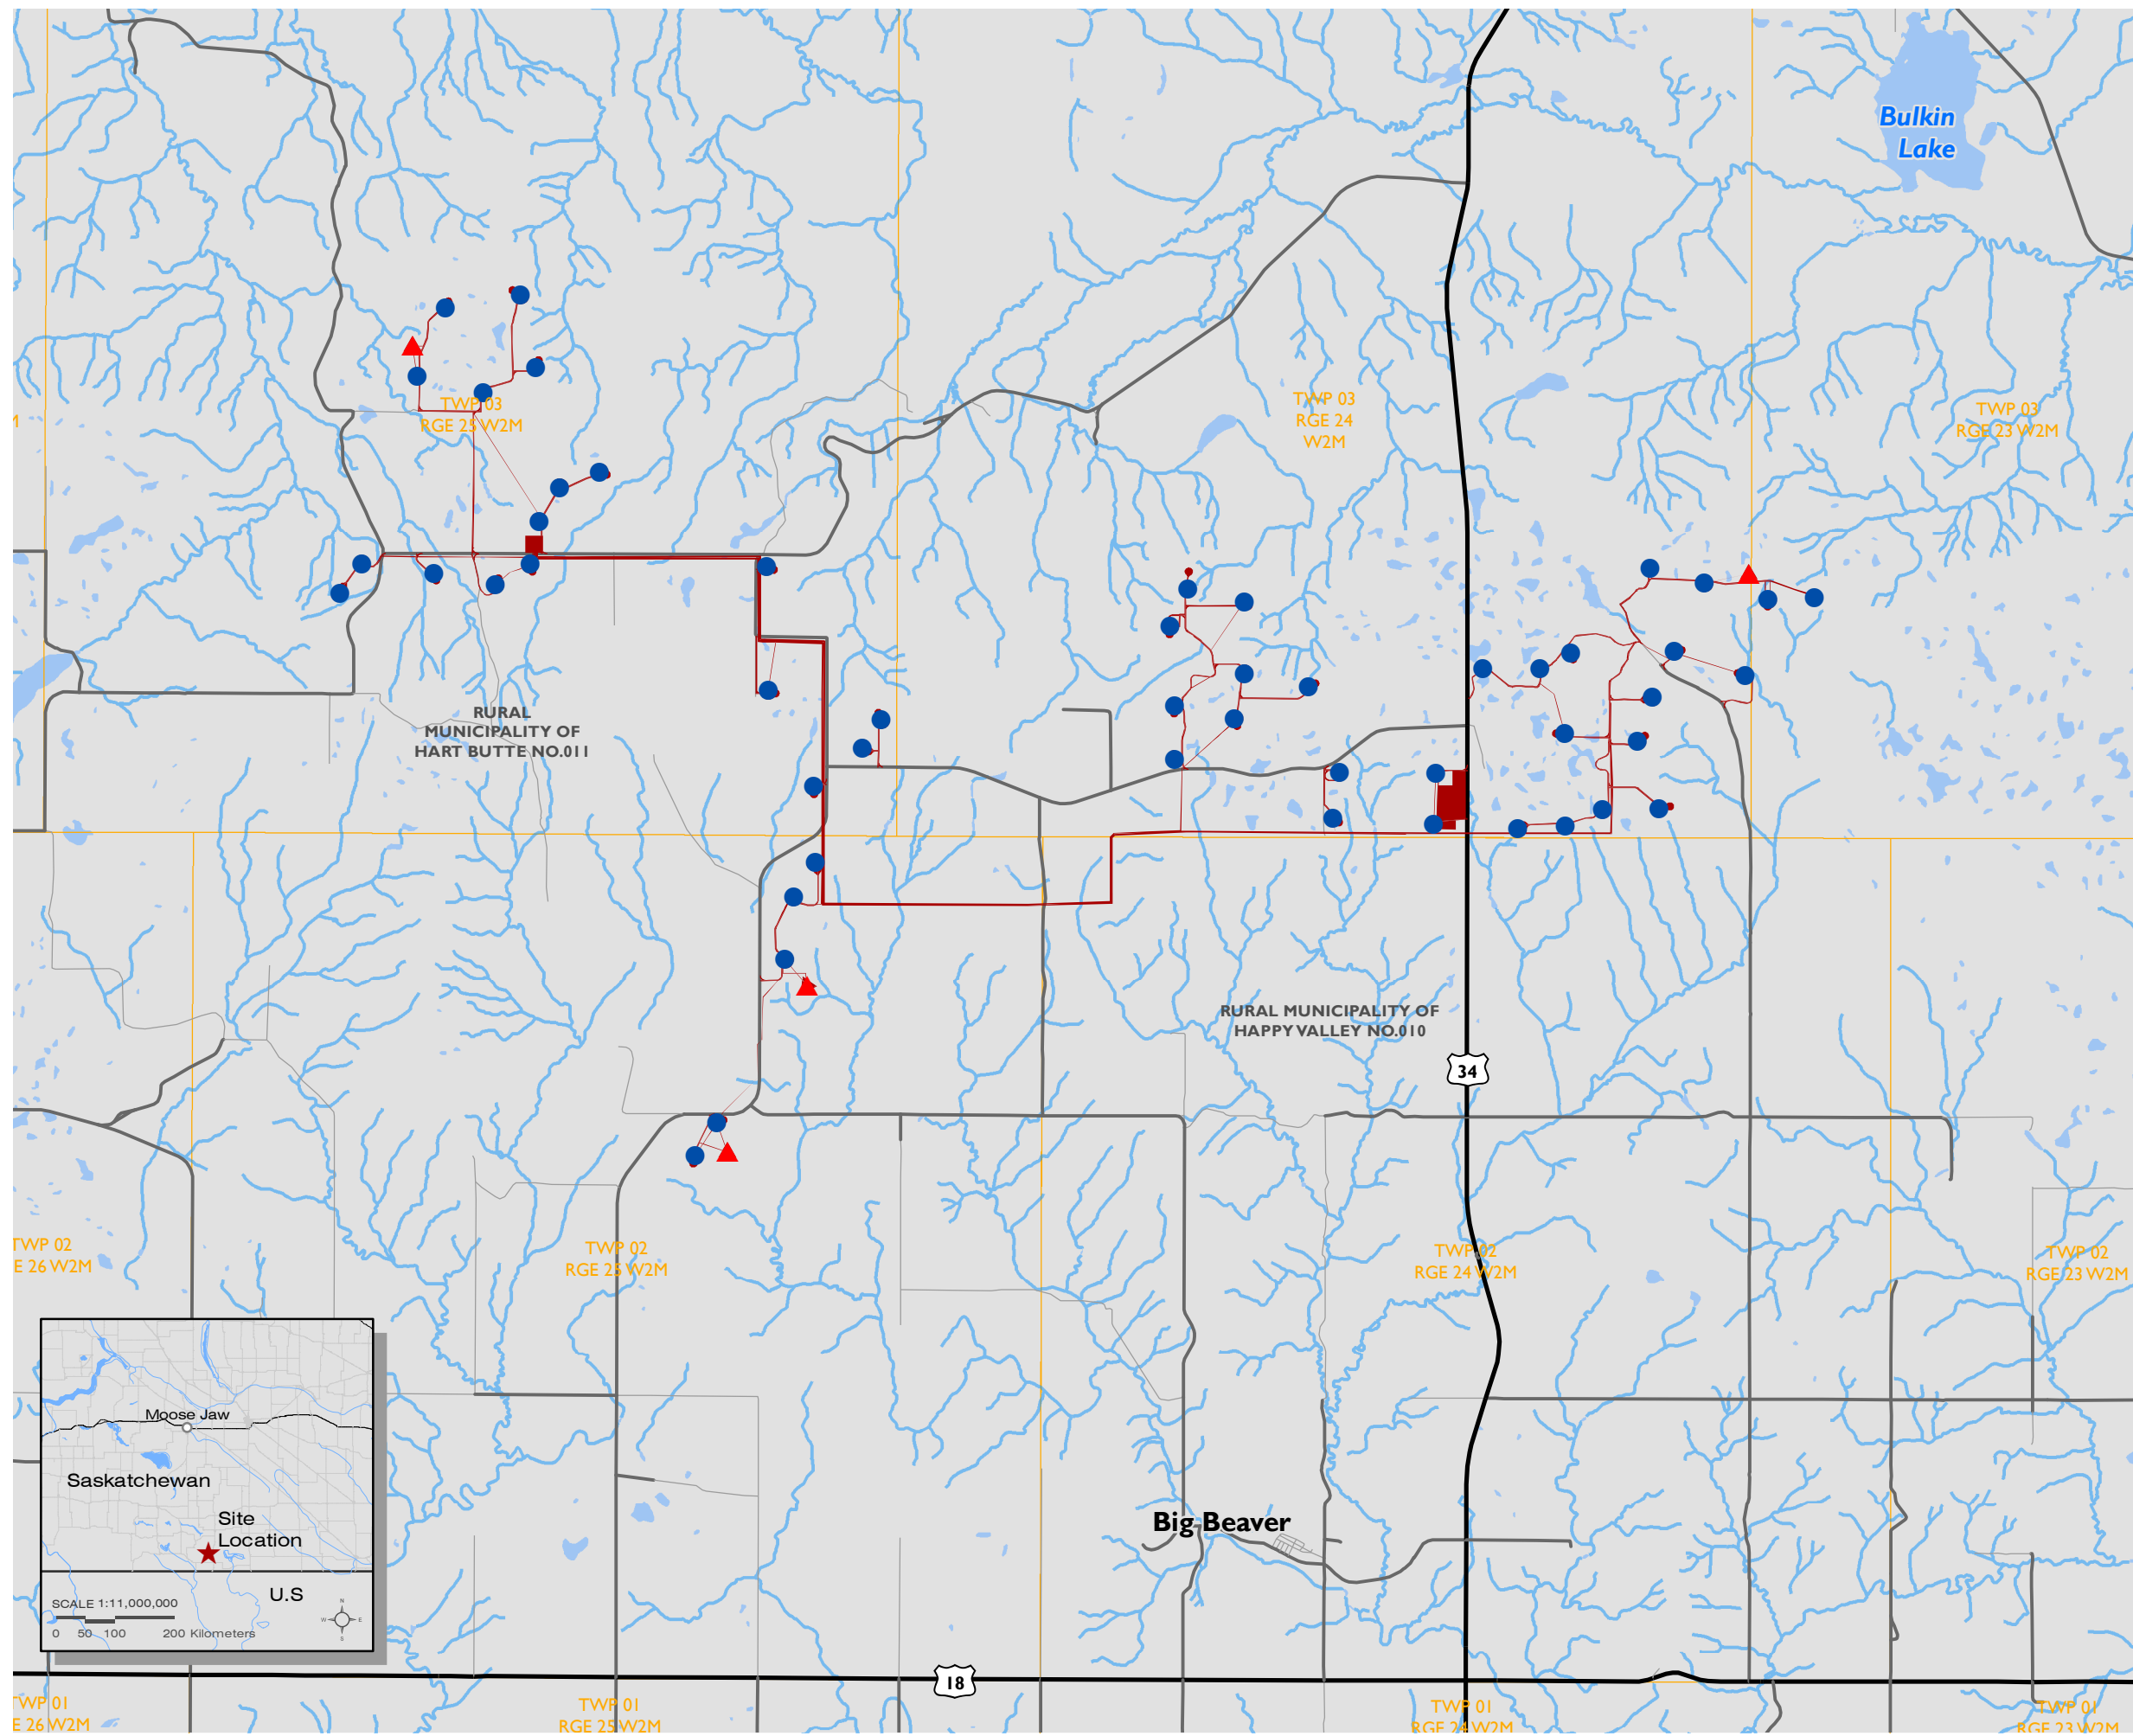 Bulkin
Lake
TWP 03
RGE 25 W2M
TWP 03
RGE 24
W2M
TWP 03
RGE 23 W2M
M
RURAL
MUNICIPALITY OF
HART BUTTE NO.011
RURAL MUNICIPALITY OF
HAPPY VALLEY NO.010
34
TWP 02
E 26 W2M
TWP 02
RGE 25 W2M
TWP 02
RGE 24 W2M
TWP 02
RGE 23 W2M
Moose Jaw
Saskatchewan
Site
Location
U.S
SCALE 1:11,000,000
0 50 100 200 Kilometers
N
W E
S
Big Beaver
18
TWP 01
E 26 W2M
TWP 01
RGE 25 W2M
TWP 01
RGE 24 W2M
TWP 01
RGE 23 W2M